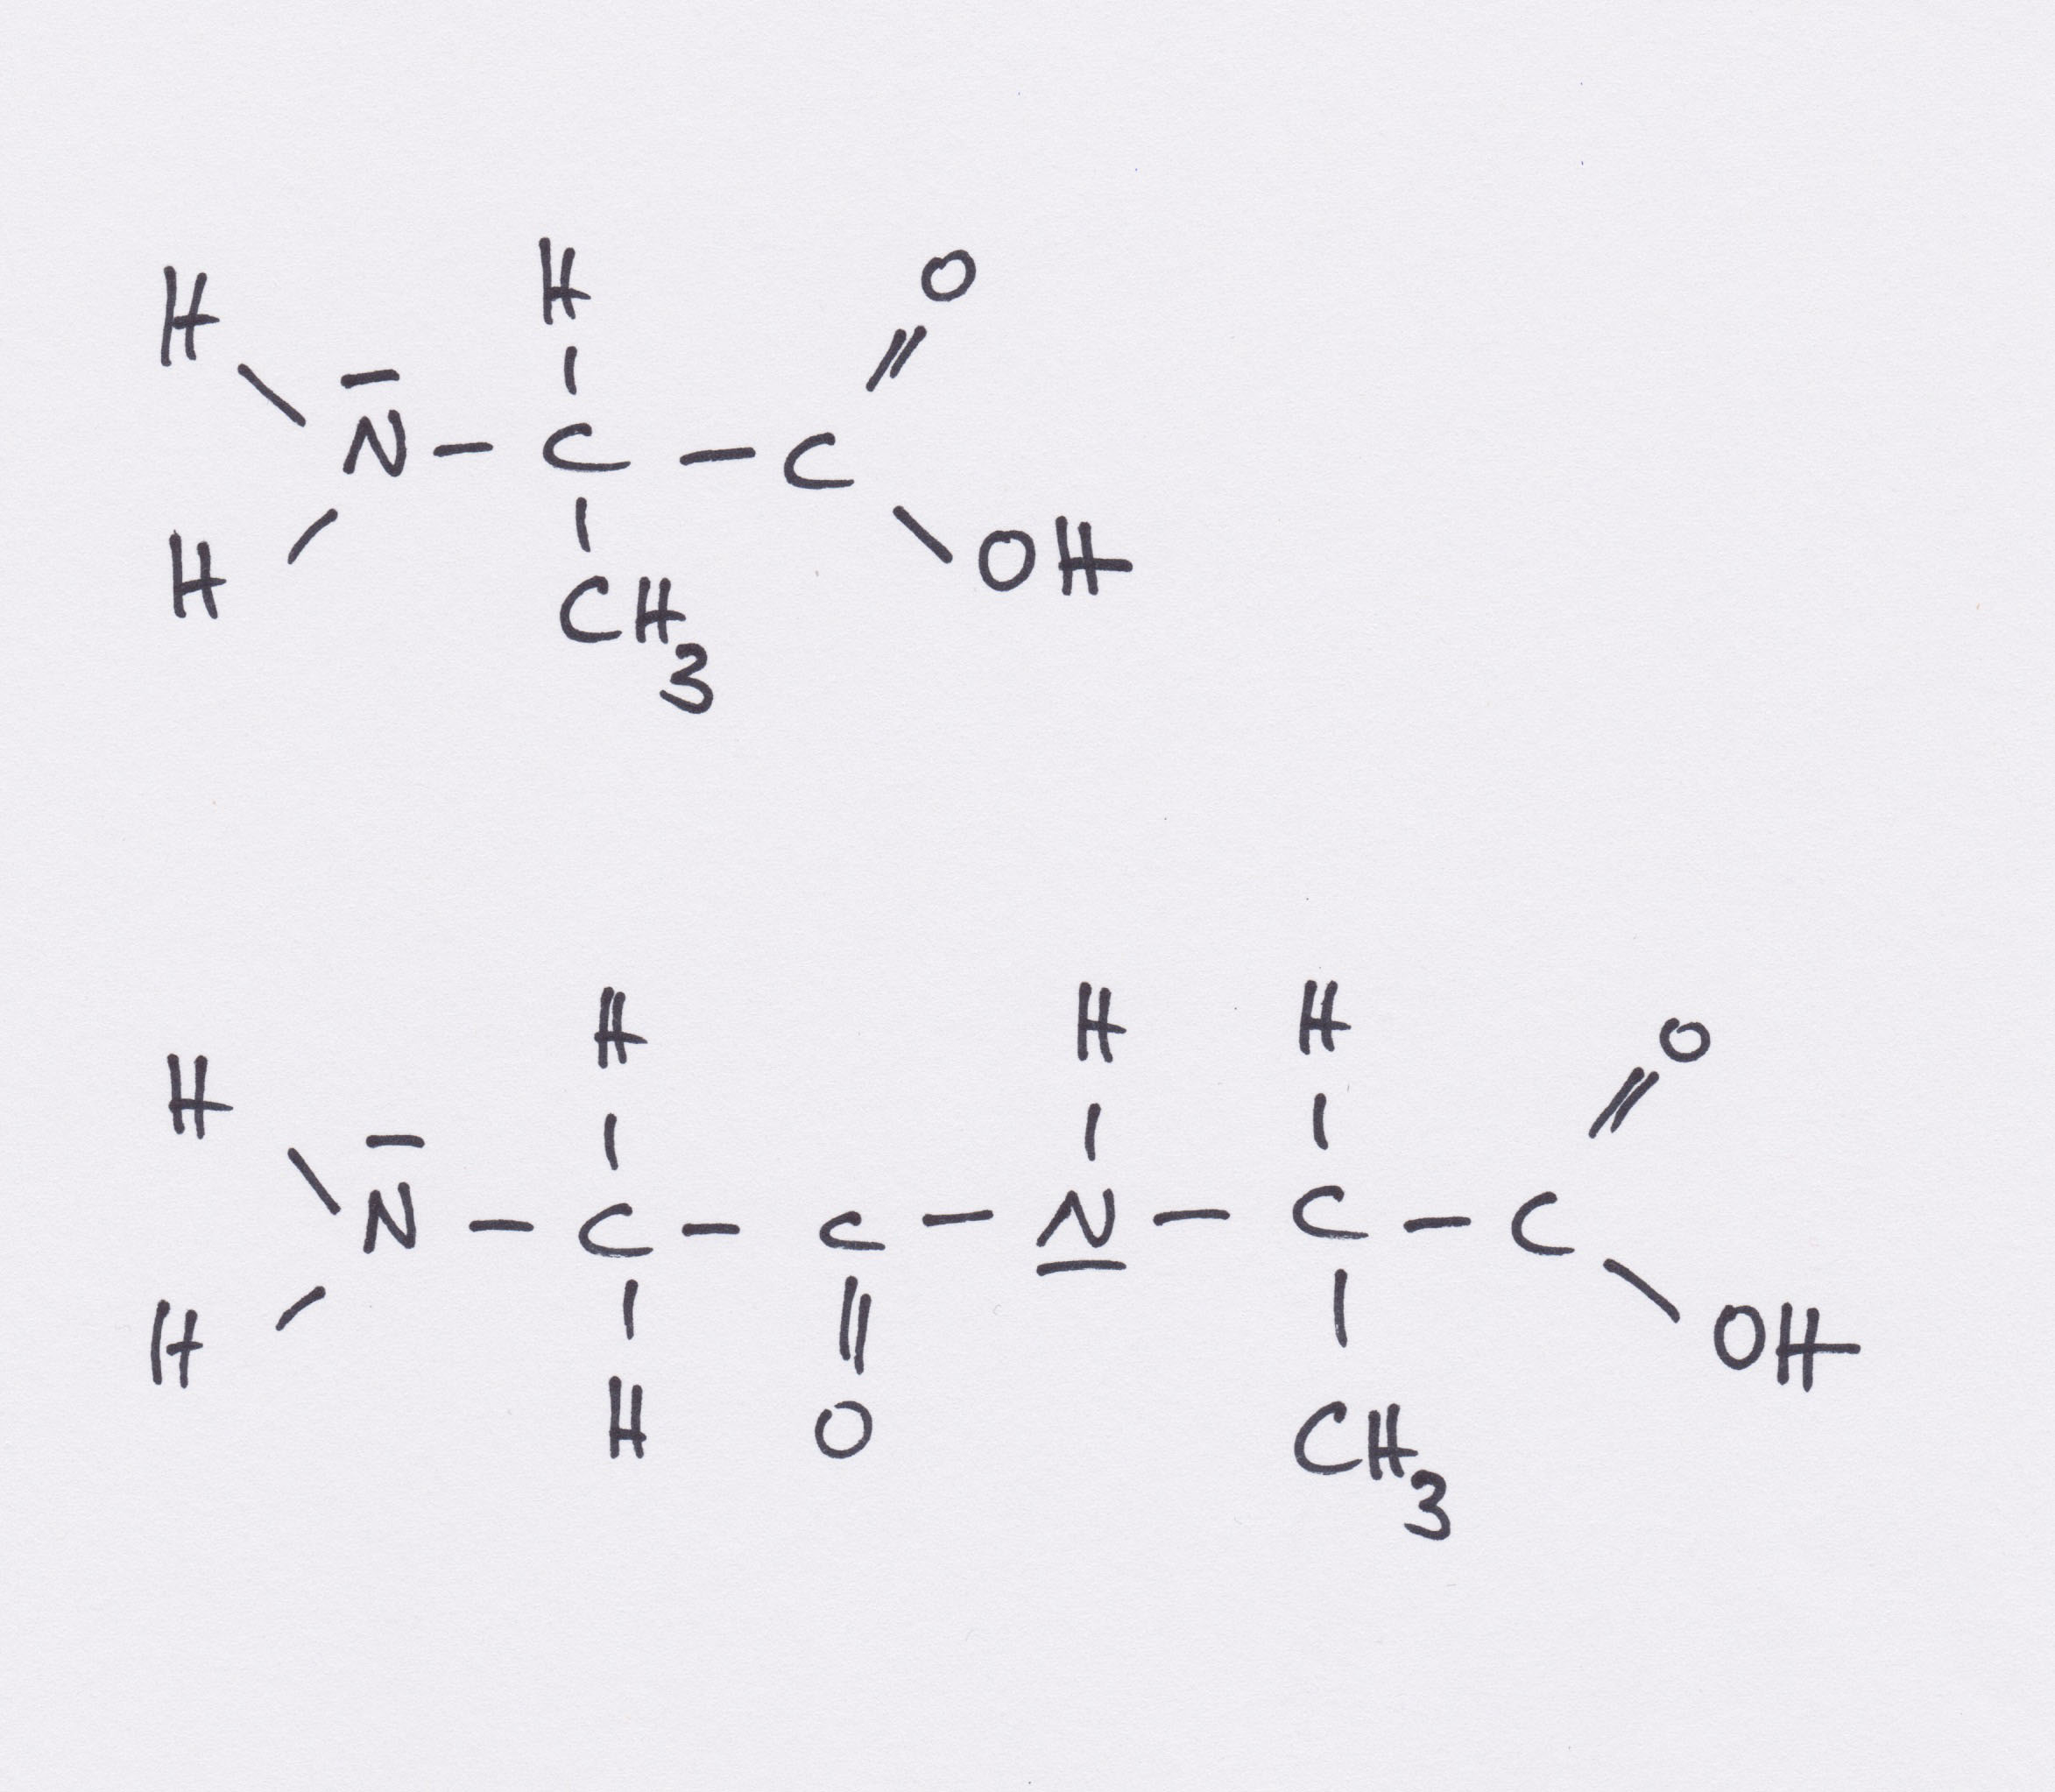 H H O
N̄ - C - C
H CH3 OH
H H H H O
N̄ - C - C - N̲ - C - C
H H O CH3 OH